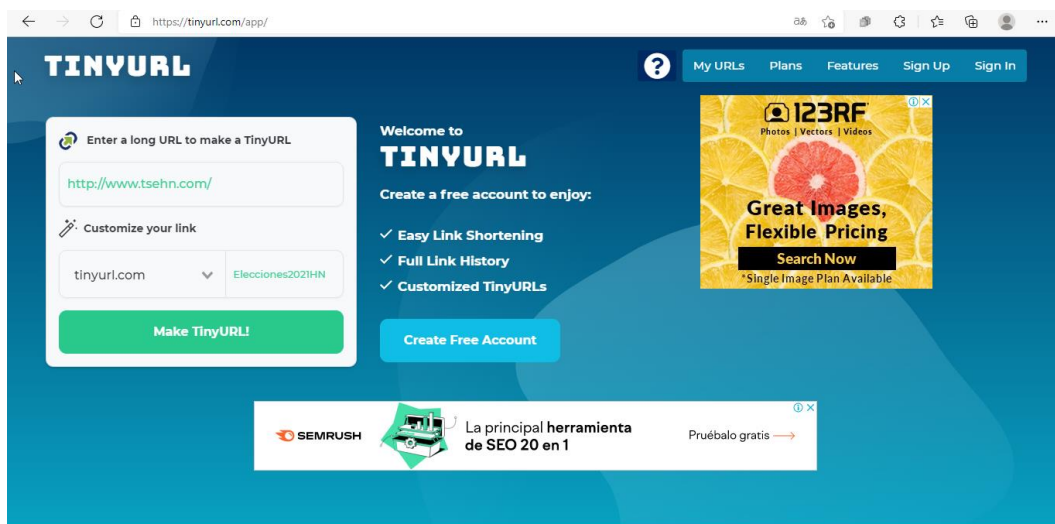 https://tinyurl.com/app/
TINYURL
?
My URLs
Plans
Features
Sign Up
Sign In
Enter a long URL to make a TinyURL
http://www.tsehn.com/
Customize your link
tinyurl.com
Elecciones2021HN
Make TinyURL!
Welcome to
TINYURL
Create a free account to enjoy:
Easy Link Shortening
Full Link History
Customized TinyURLs
Create Free Account
123RF
Photos | Vectors | Videos
Great Images,
Flexible Pricing
Search Now
*Single Image Plan Available
SEMRUSH
La principal herramienta
de SEO 20 en 1
Pruébalo gratis